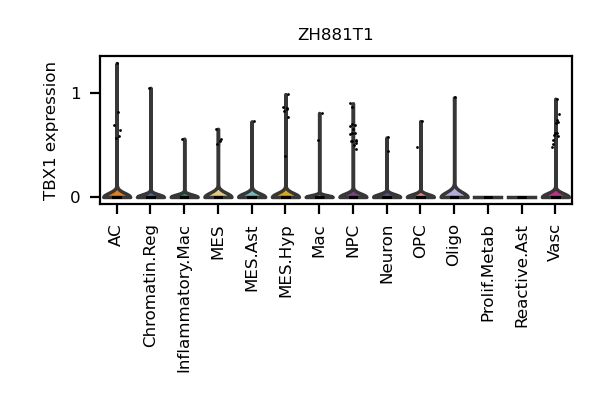 ZH881T1
TBX1 expression
1
0
AC
Chromatin.Reg
Inflammatory.Mac
MES
MES.Ast
MES.Hyp
Mac
NPC
Neuron
OPC
Oligo
Prolif.Metab
Reactive.Ast
Vasc